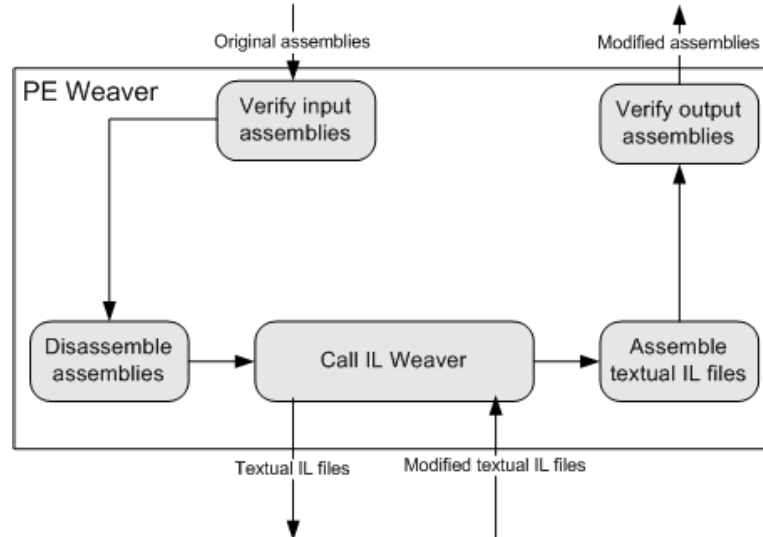 Original assemblies
Modified assemblies
PE Weaver
Verify input
assemblies
Verify output
assemblies
Disassemble
assemblies
Call IL Weaver
Assemble
textual IL files
Textual IL files
Modified textual IL files